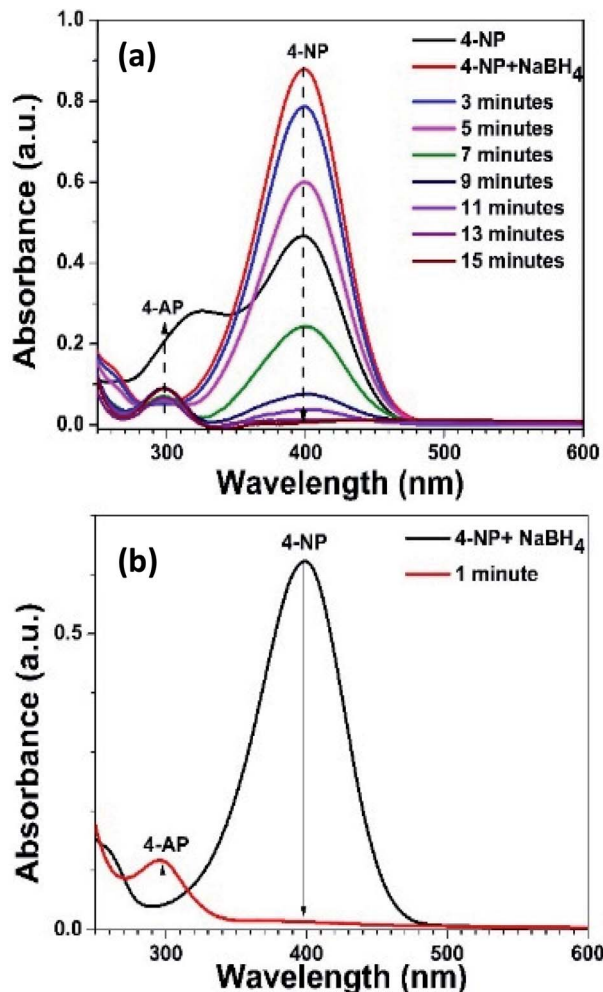 (a)
4-NP
4-AP
4-NP
4-NP+NaBH4
3 minutes
5 minutes
7 minutes
9 minutes
11 minutes
13 minutes
15 minutes
Absorbance (a.u.)
1.0
0.8
0.6
0.4
0.2
0.0
300
400
500
600
Wavelength (nm)
(b)
4-NP
4-AP
4-NP+ NaBH4
1 minute
Absorbance (a.u.)
0.5
0.0
300
400
500
600
Wavelength (nm)